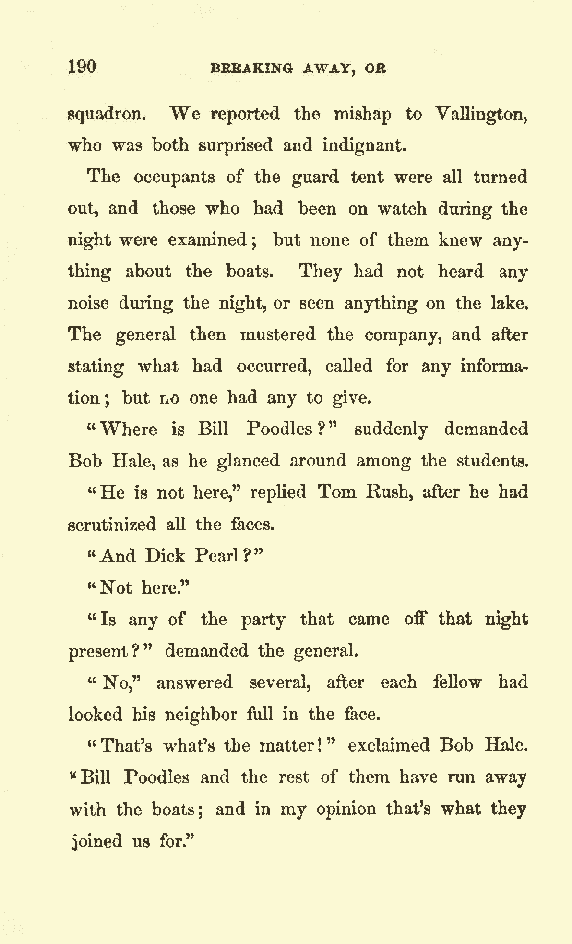 190 BREAKING AWAY, OR
squadron. We reported the mishap to Vallington,
who was both surprised and indignant.
The occupants of the guard tent were all turned
out, and those who had been on watch during the
night were examined; but none of them knew any-
thing about the boats. They had not heard any
noise during the night, or seen anything on the lake.
The general then mustered the company, and after
stating what had occurred, called for any informa-
tion; but no one had any to give.
"Where is Bill Poodles?" suddenly demanded
Bob Hale, as he glanced around among the students.
"He is not here," replied Tom Rush, after he had
scrutinized all the faces.
"And Dick Pearl?"
"Not here."
"Is any of the party that came off that night
present?" demanded the general.
"No," answered several, after each fellow had
looked his neighbor full in the face.
"That's what's the matter!" exclaimed Bob Hale.
"Bill Poodles and the rest of them have run away
with the boats; and in my opinion that's what they
joined us for."